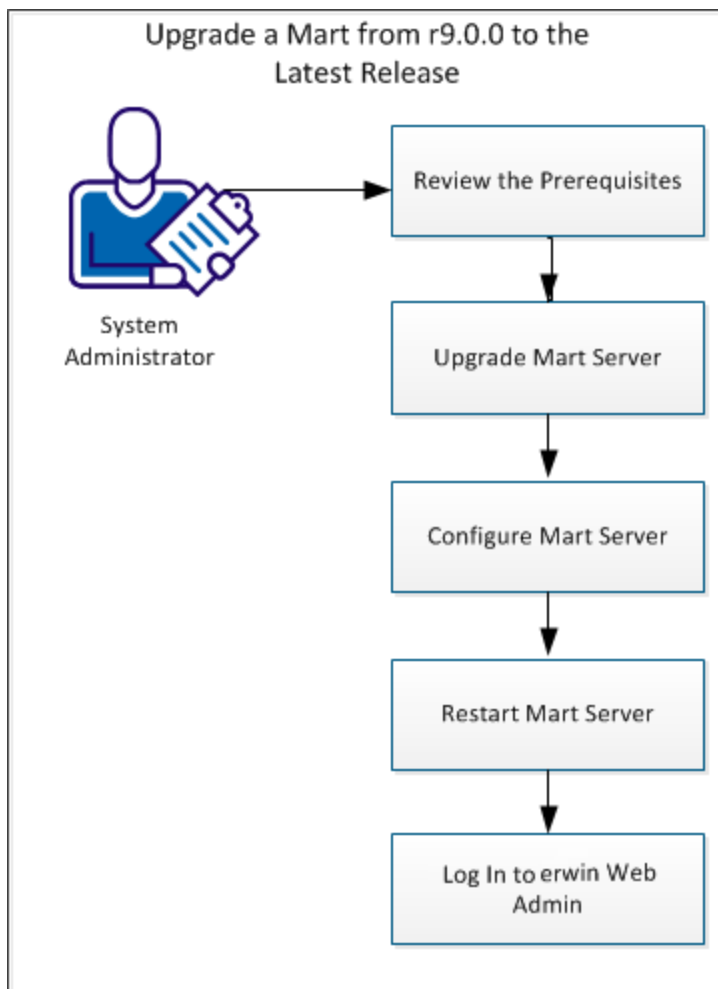 Upgrade a Mart from r9.0.0 to the
Latest Release
System
Administrator
Review the Prerequisites
Upgrade Mart Server
Configure Mart Server
Restart Mart Server
Log In to erwin Web
Admin